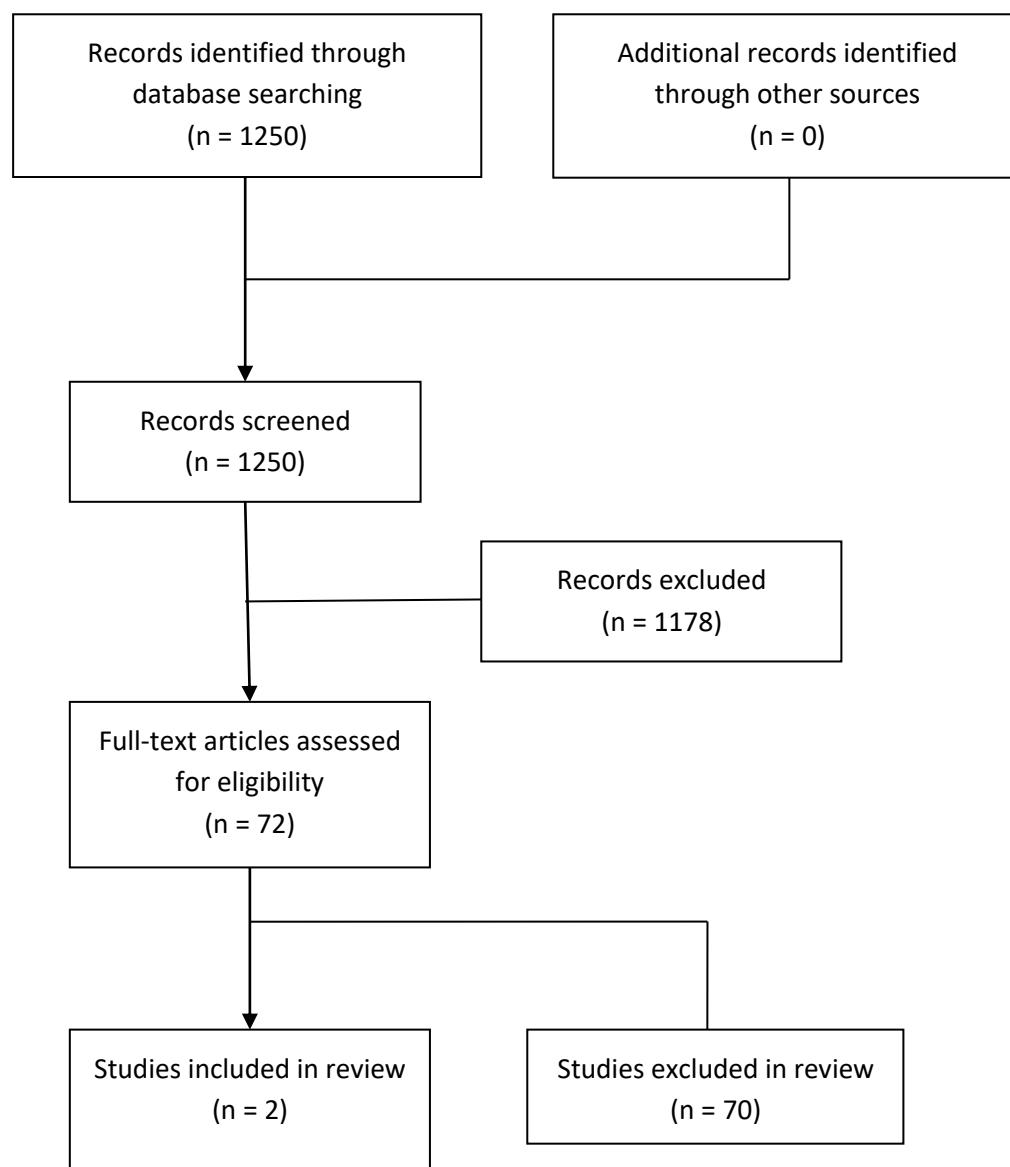 Records identified through
database searching
(n = 1250)
Additional records identified
through other sources
(n = 0)
Records screened
(n = 1250)
Records excluded
(n = 1178)
Full-text articles assessed
for eligibility
(n = 72)
Studies included in review
(n = 2)
Studies excluded in review
(n = 70)